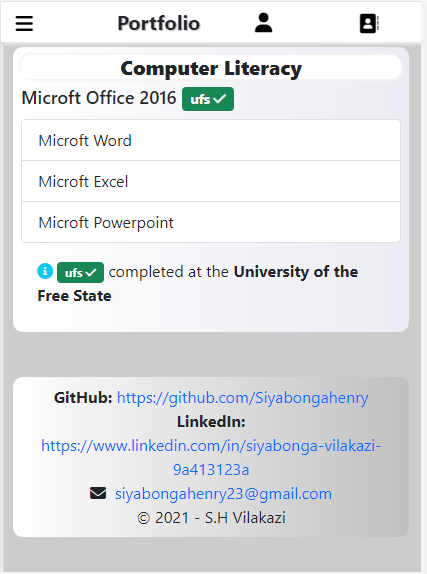 Portfolio
Computer Literacy
Microft Office 2016 ufs
Microft Word
Microft Excel
Microft Powerpoint
ufs completed at the University of the
Free State
GitHub: https://github.com/Siyabongahenry
LinkedIn:
https://www.linkedin.com/in/siyabonga-vilakazi-
9a413123a
siyabongahenry23@gmail.com
© 2021 - S.H Vilakazi